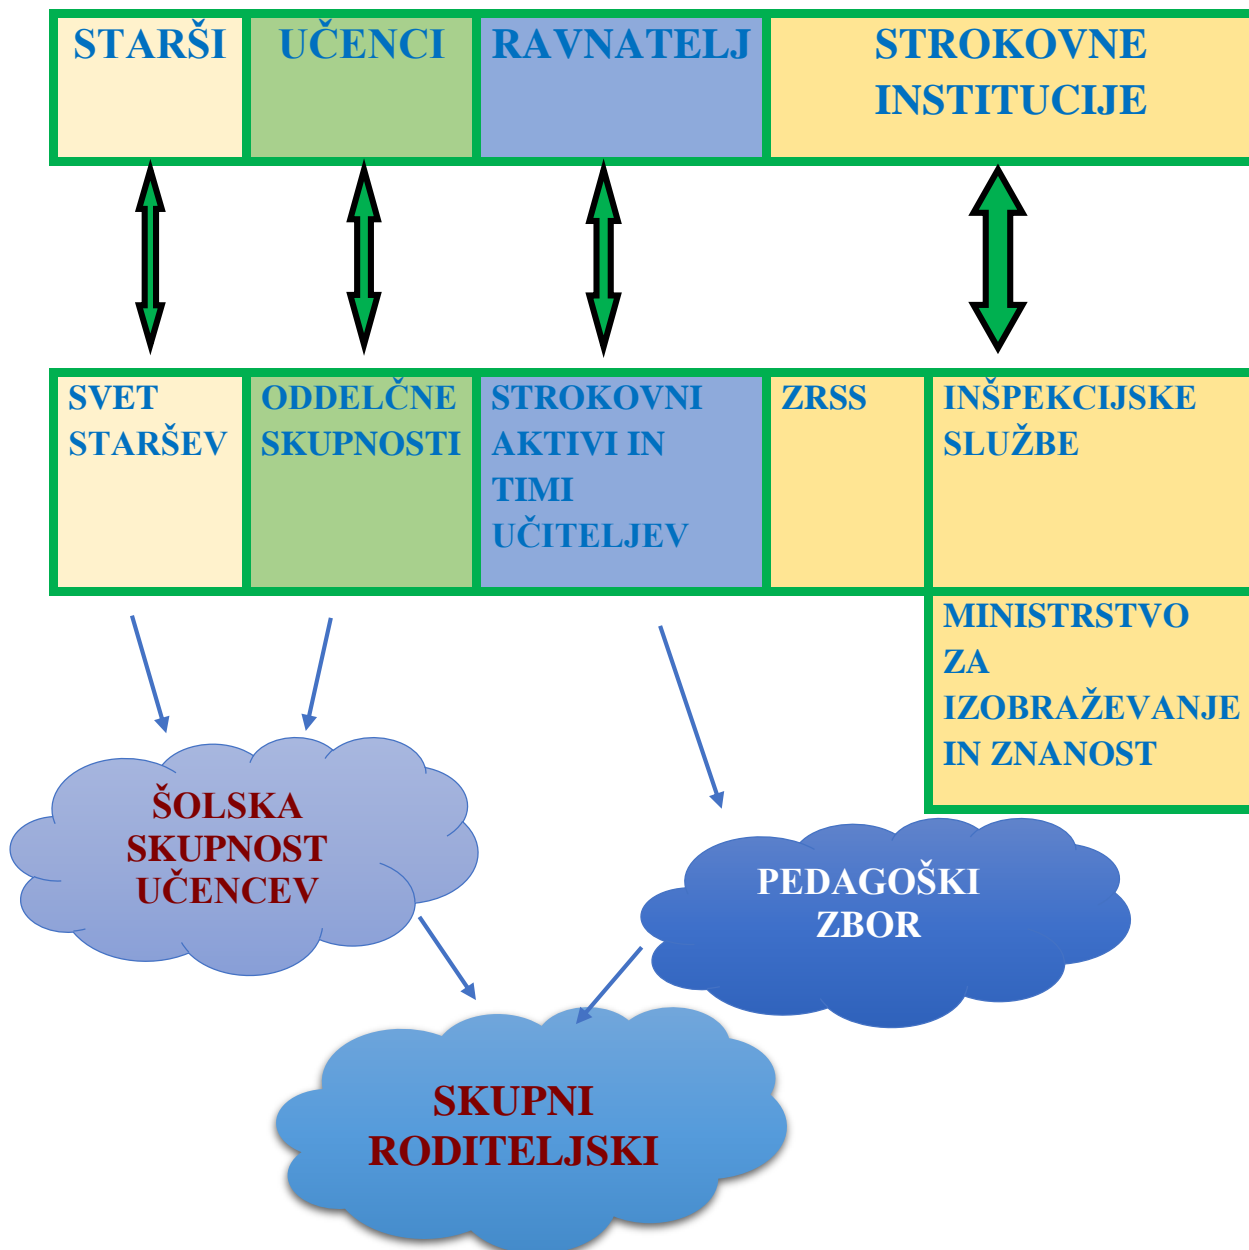 STARŠI
UČENCI
RAVNATELJ
STROKOVNE
INSTITUCIJE
SVET
STARŠEV
ODDELČNE
SKUPNOSTI
STROKOVNI
AKTIVI IN
TIMI
UČITELJEV
ZRSS
INŠPEKCIJSKE
SLUŽBE
MINISTRSTVO
ZA
IZOBRAŽEVANJE
IN ZNANOST
ŠOLSKA
SKUPNOST
UČENCEV
PEDAGOŠKI
ZBOR
SKUPNI
RODITELJSKI